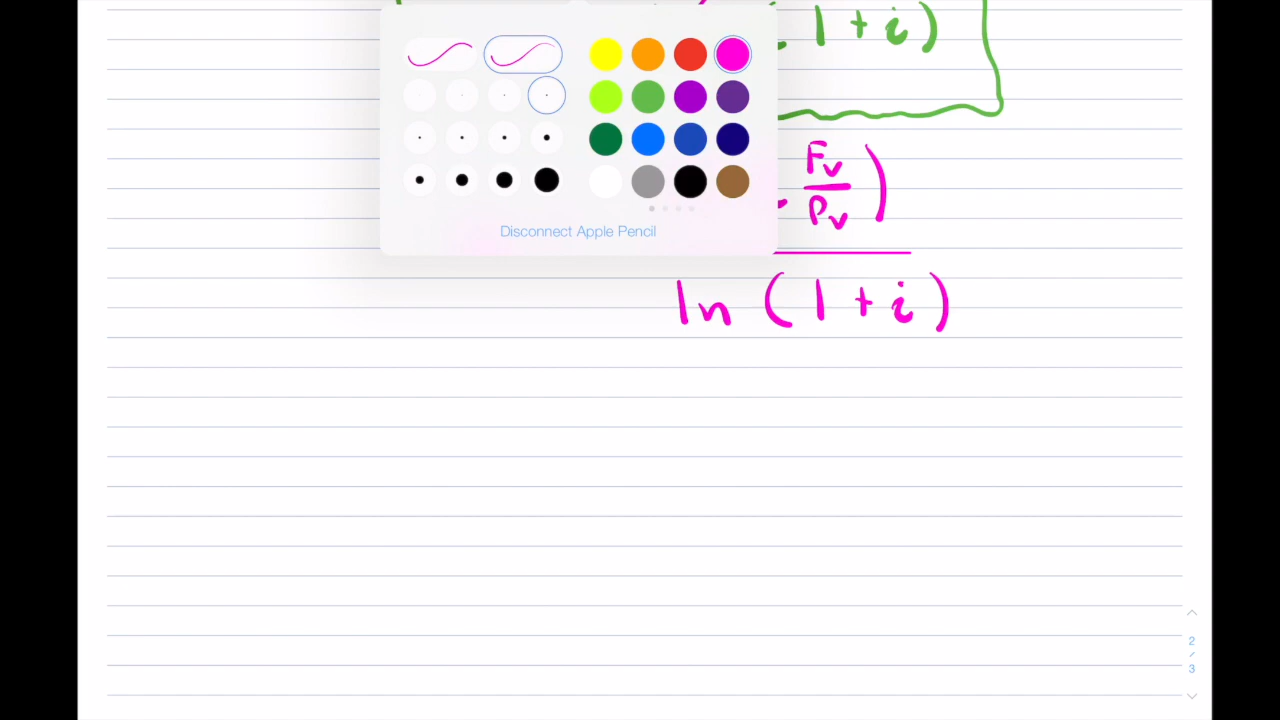 1 + i)
Fv
Pv )
ln ( 1 + i )
Disconnect Apple Pencil
2
/
3